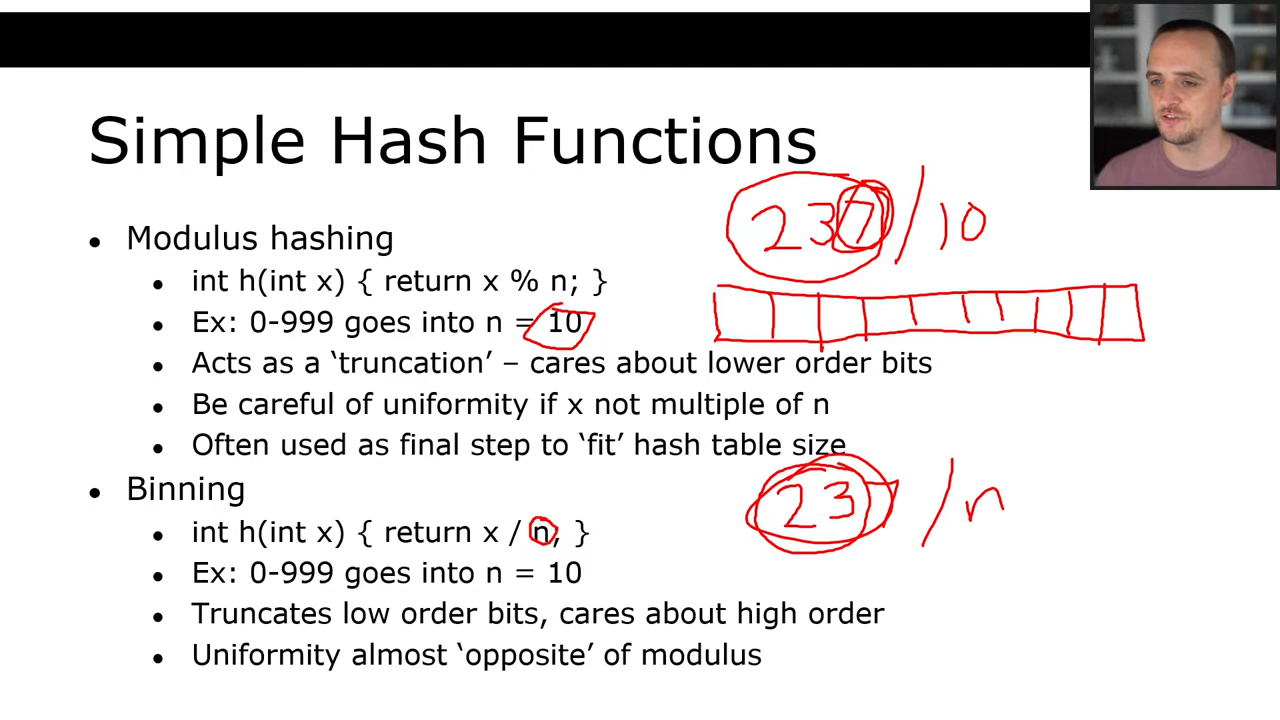 Simple Hash Functions
237/10
• Modulus hashing
• int h(int x) { return x % n; }
• Ex: 0-999 goes into n = 10
• Acts as a ‘truncation’ – cares about lower order bits
• Be careful of uniformity if x not multiple of n
• Often used as final step to ‘fit’ hash table size
• Binning
237/n
• int h(int x) { return x / n; }
• Ex: 0-999 goes into n = 10
• Truncates low order bits, cares about high order
• Uniformity almost ‘opposite’ of modulus